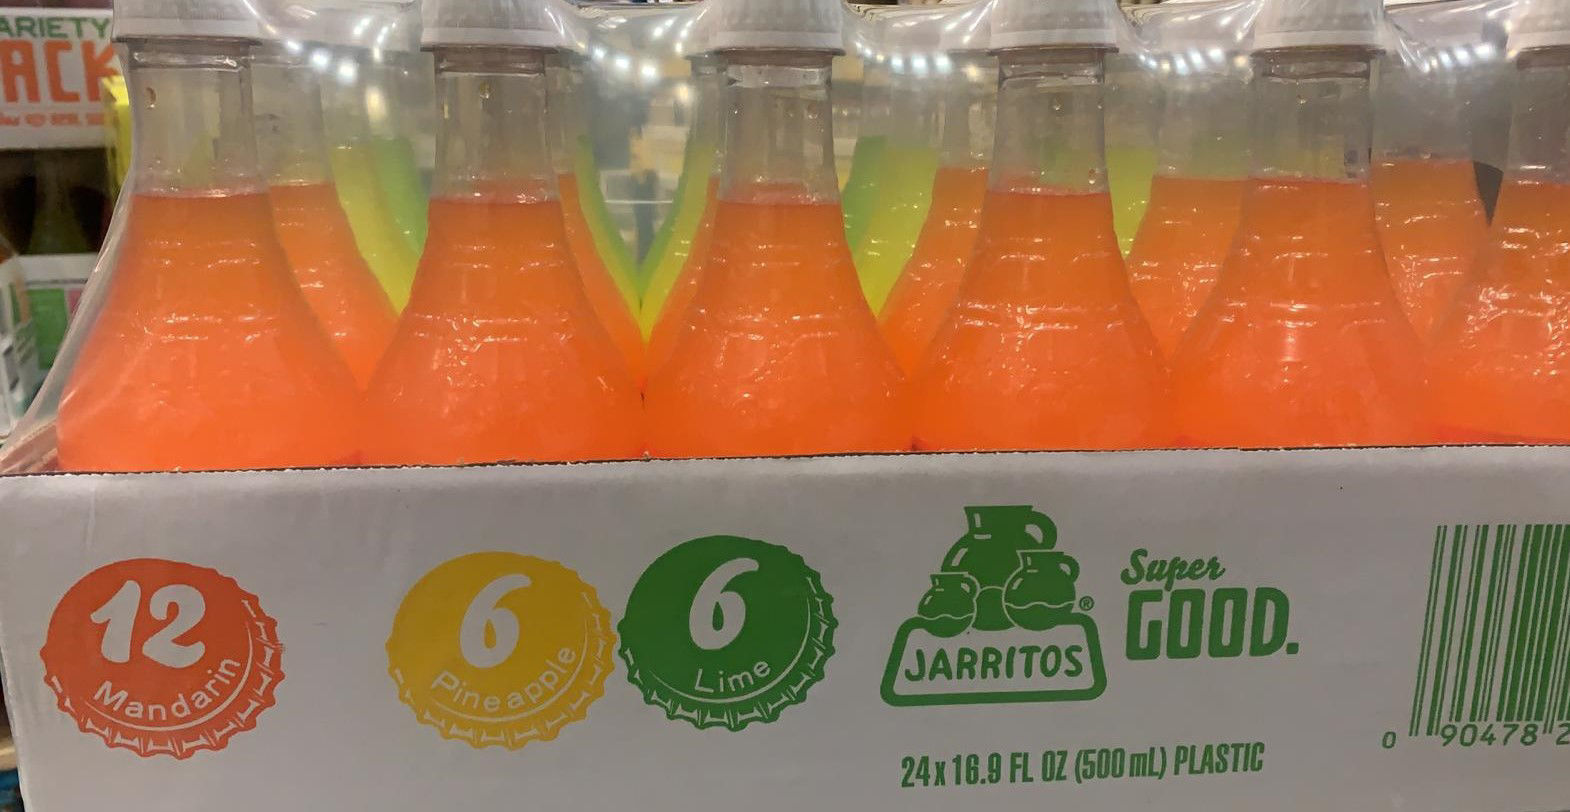 ARIETY
ACK
12
Mandarin
6
Pineapple
6
Lime
JARRITOS
®
Super
GOOD.
24 x 16.9 FL OZ (500 mL) PLASTIC
0 90478 2